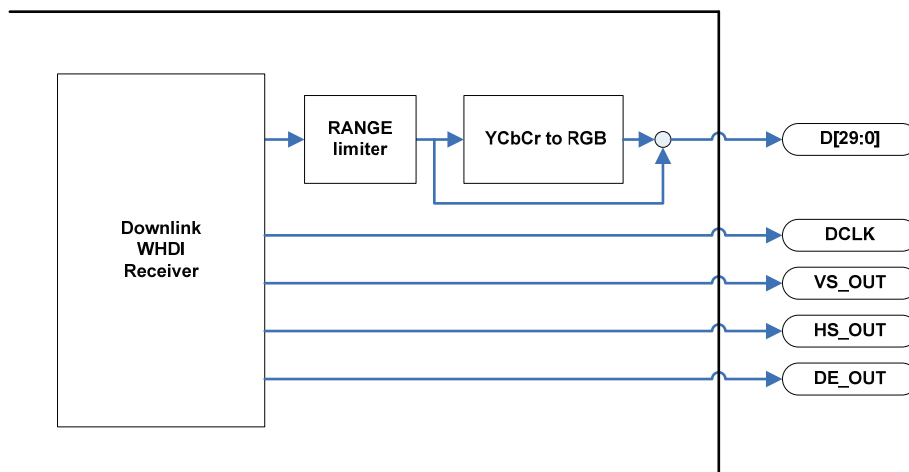 RANGE
limiter
YCbCr to RGB
D[29:0]
Downlink
WHDI
Receiver
DCLK
VS_OUT
HS_OUT
DE_OUT